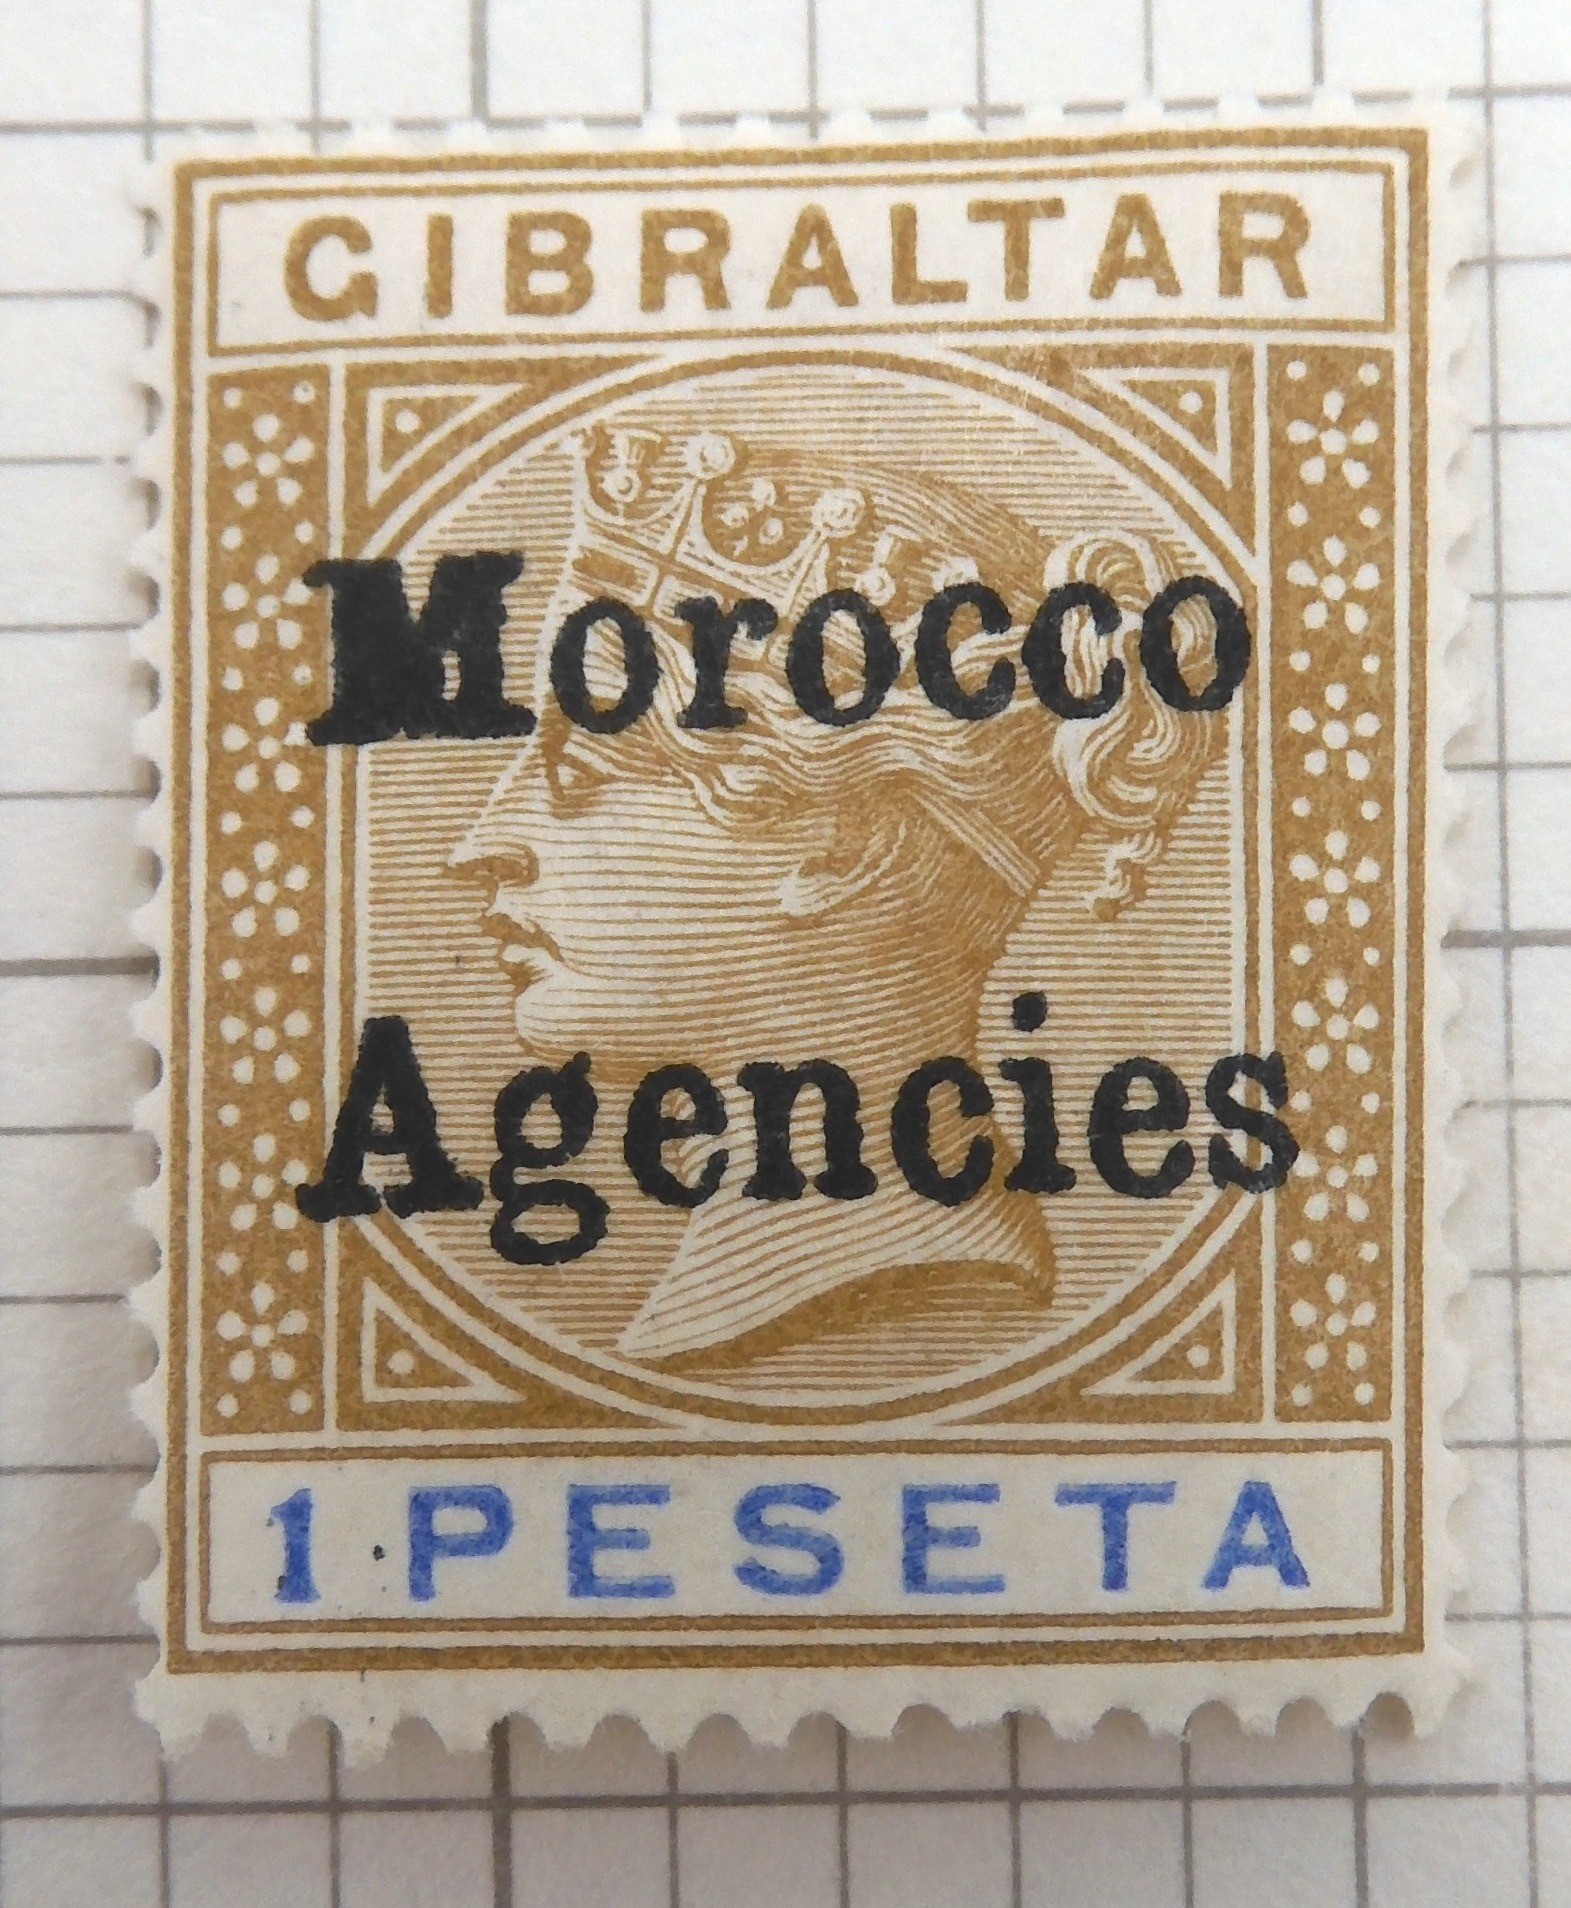 GIBRALTAR
Morocco
Agencies
1 PESETA